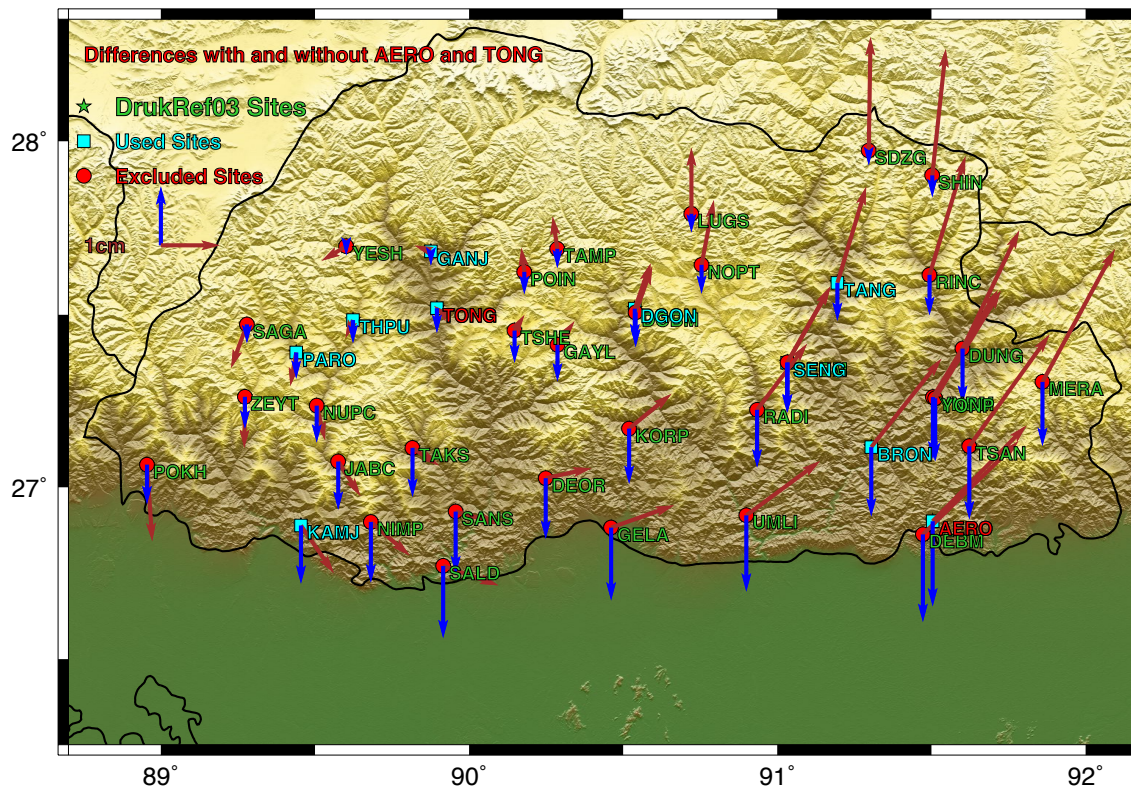 Differences with and without AERO and TONG
DrukRef03 Sites
28°
Used Sites
SDZG
Excluded Sites
SHIN
LUGS
1cm
YESH
GANJ
TAMP
NOPT
POIN
TANG
RINC
TONG
DGON
THPU
SAGA
TSHE
GAYL
PARO
DUNG
SENG
MERA
ZEYT
NUPC
YONP
RADI
KORP
TAKS
BRON
TSAN
POKH
JABC
DEOR
27°
SANS
UMLI
KAMJ
NIMP
GELA
AERO
DEBM
SALD
89°
90°
91°
92°